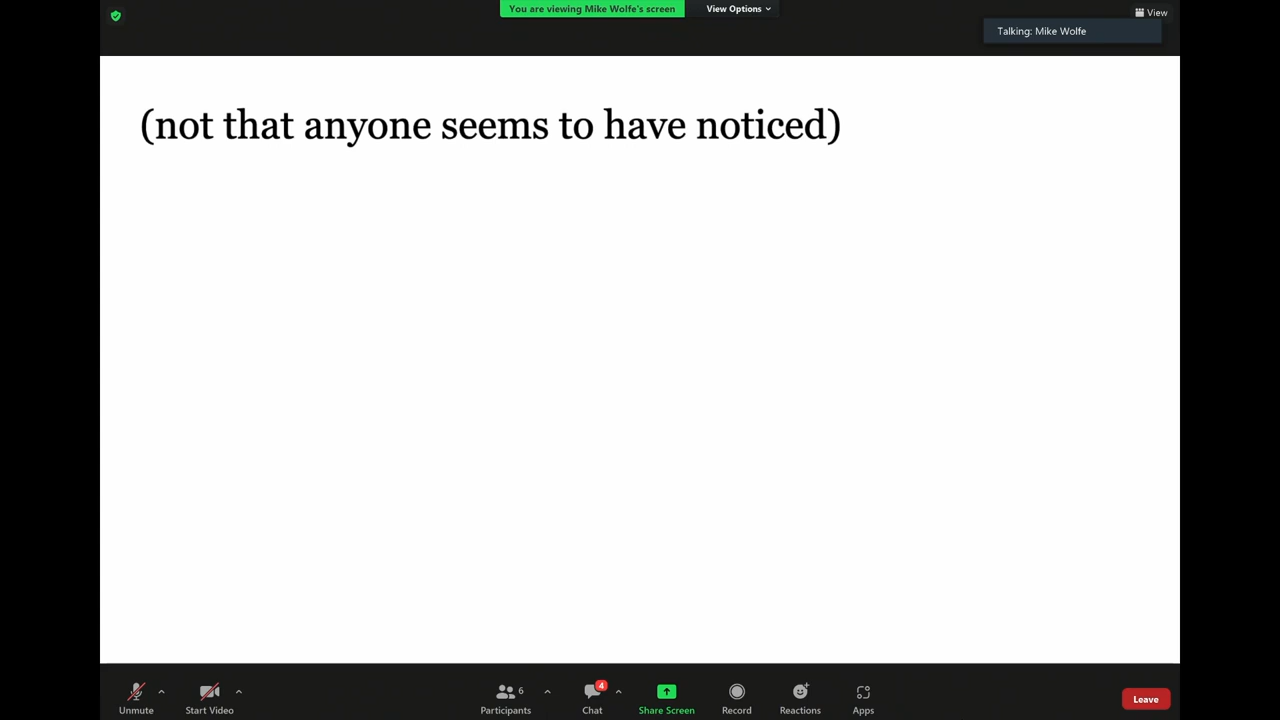 You are viewing Mike Wolfe's screen
View Options
View
Talking: Mike Wolfe
(not that anyone seems to have noticed)
Unmute
Start Video
6
Participants
4
Chat
Share Screen
Record
Reactions
Apps
Leave